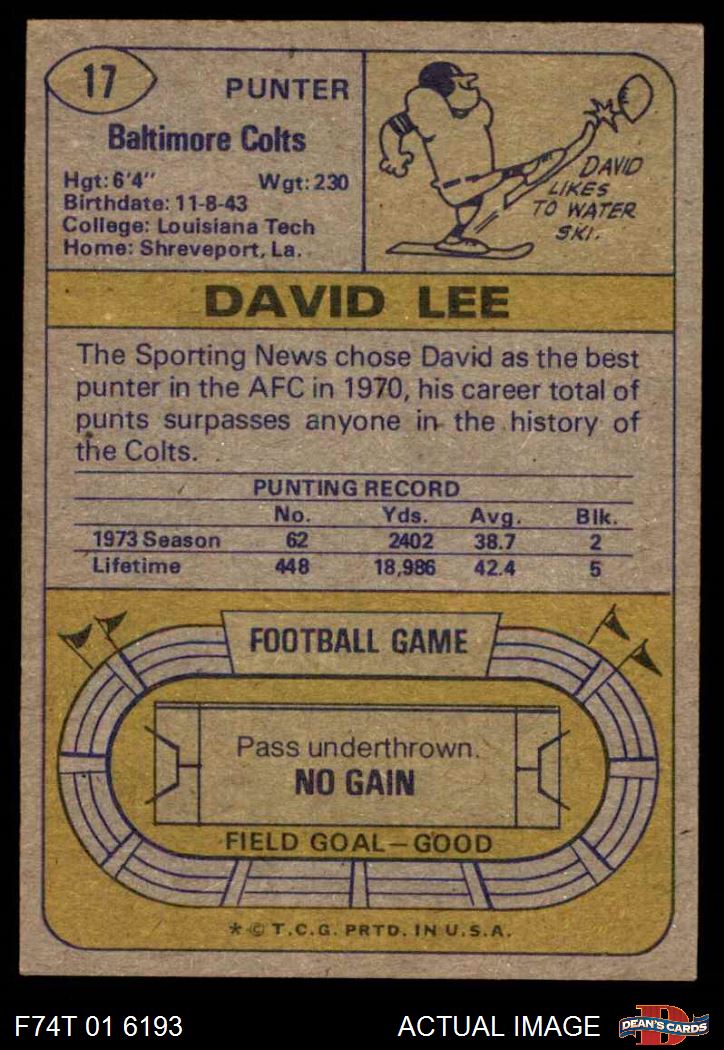 17
PUNTER
Baltimore Colts
Hgt: 6'4" Wgt: 230
Birthdate: 11-8-43
College: Louisiana Tech
Home: Shreveport, La.
DAVID
LIKES
TO WATER
SKI.
DAVID LEE
The Sporting News chose David as the best
punter in the AFC in 1970, his career total of
punts surpasses anyone in the history of
the Colts.
PUNTING RECORD
No. Yds. Avg. Blk.
1973 Season 62 2402 38.7 2
Lifetime 448 18,986 42.4 5
FOOTBALL GAME
Pass underthrown.
NO GAIN
FIELD GOAL—GOOD
* © T.C.G. PRTD. IN U.S.A.
F74T 01 6193 ACTUAL IMAGE
D
DEAN'S CARDS